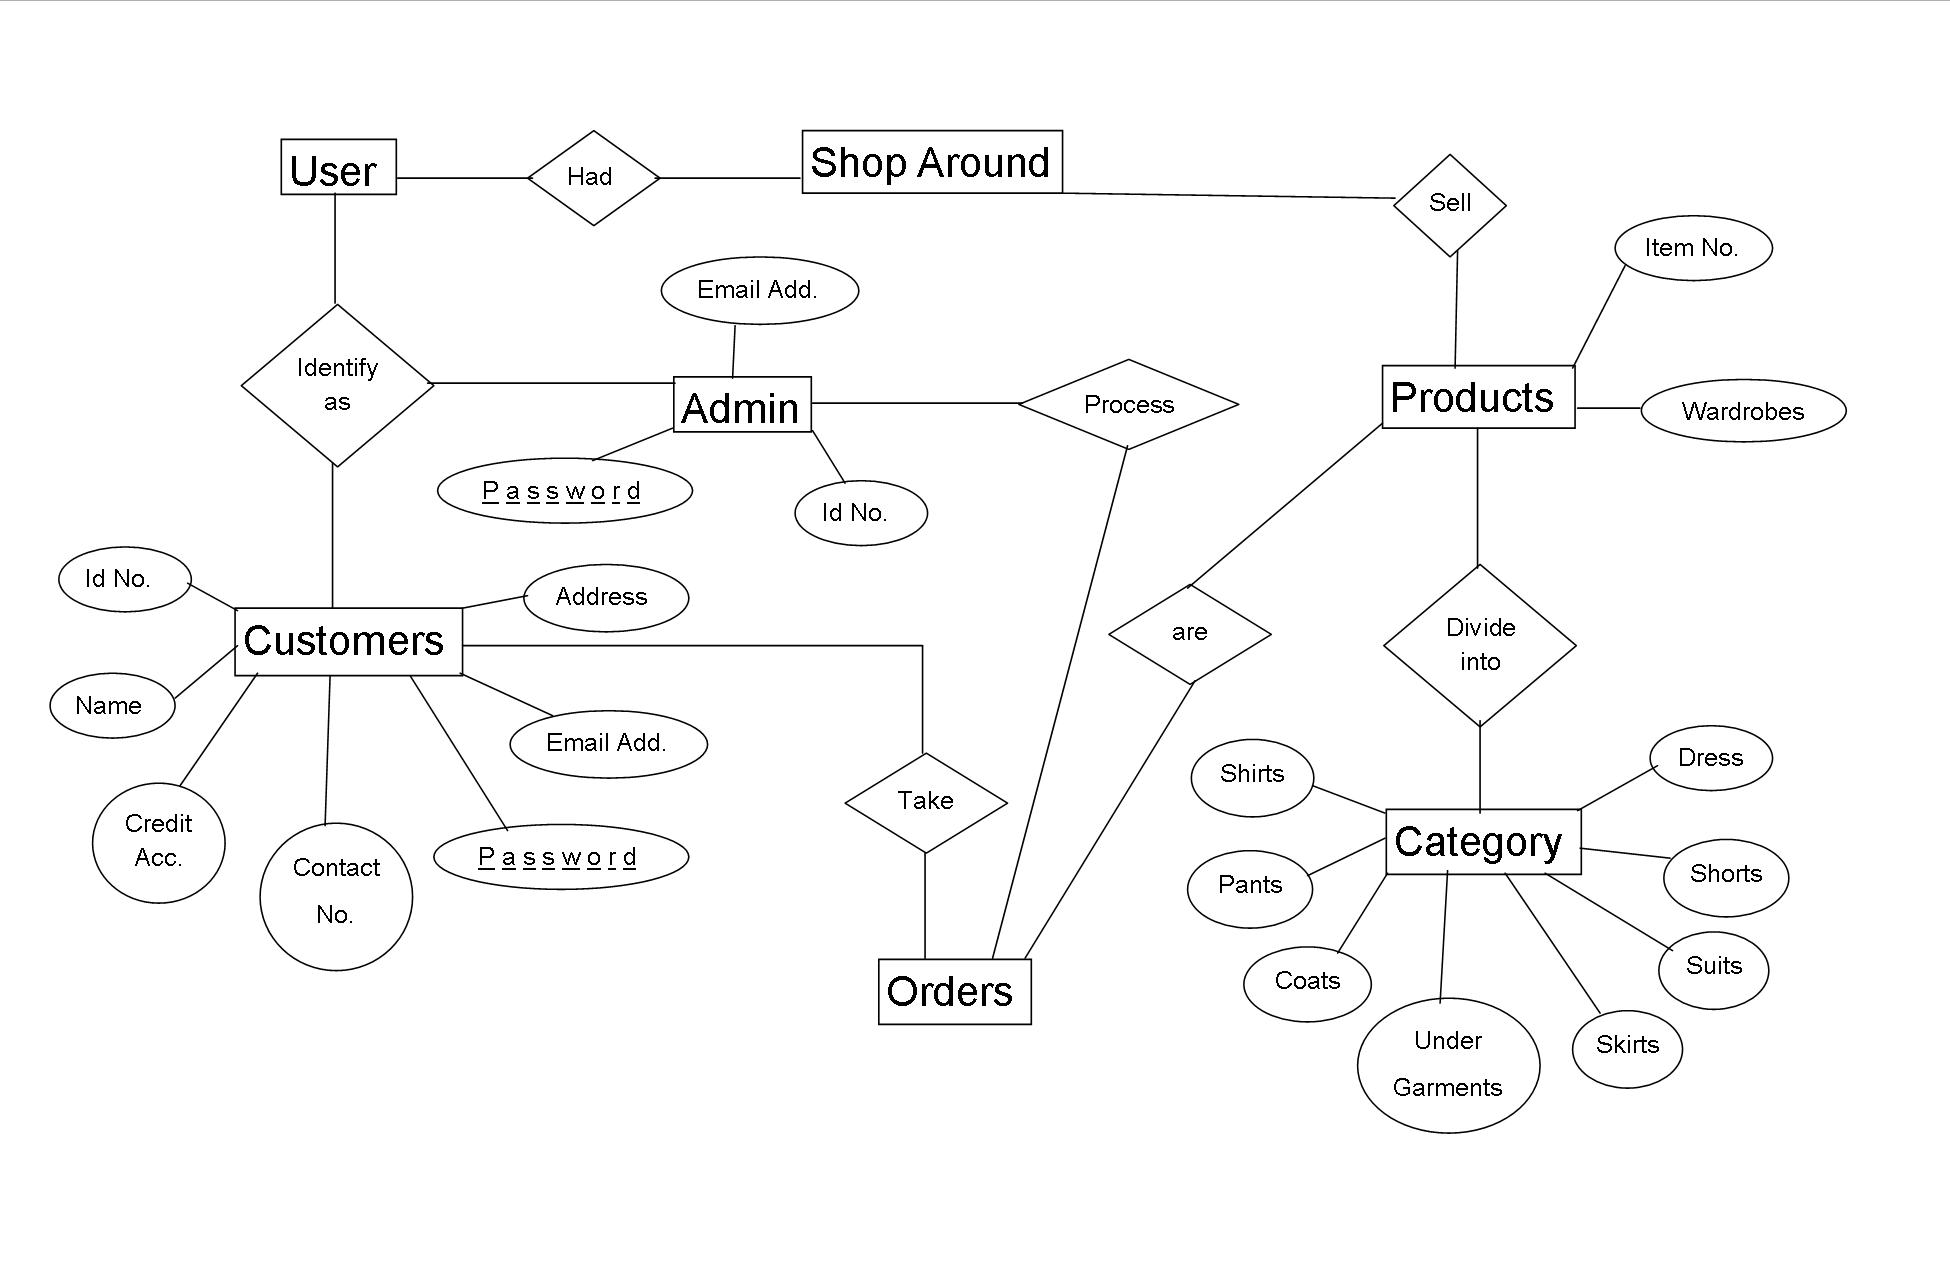 User
Had
Shop Around
Sell
Item No.
Email Add.
Identify
as
Admin
Process
Products
Wardrobes
Password
Id No.
Id No.
Address
Customers
are
Divide
into
Name
Email Add.
Credit
Acc.
Contact
No.
Password
Take
Shirts
Dress
Category
Pants
Shorts
Coats
Suits
Orders
Under
Garments
Skirts